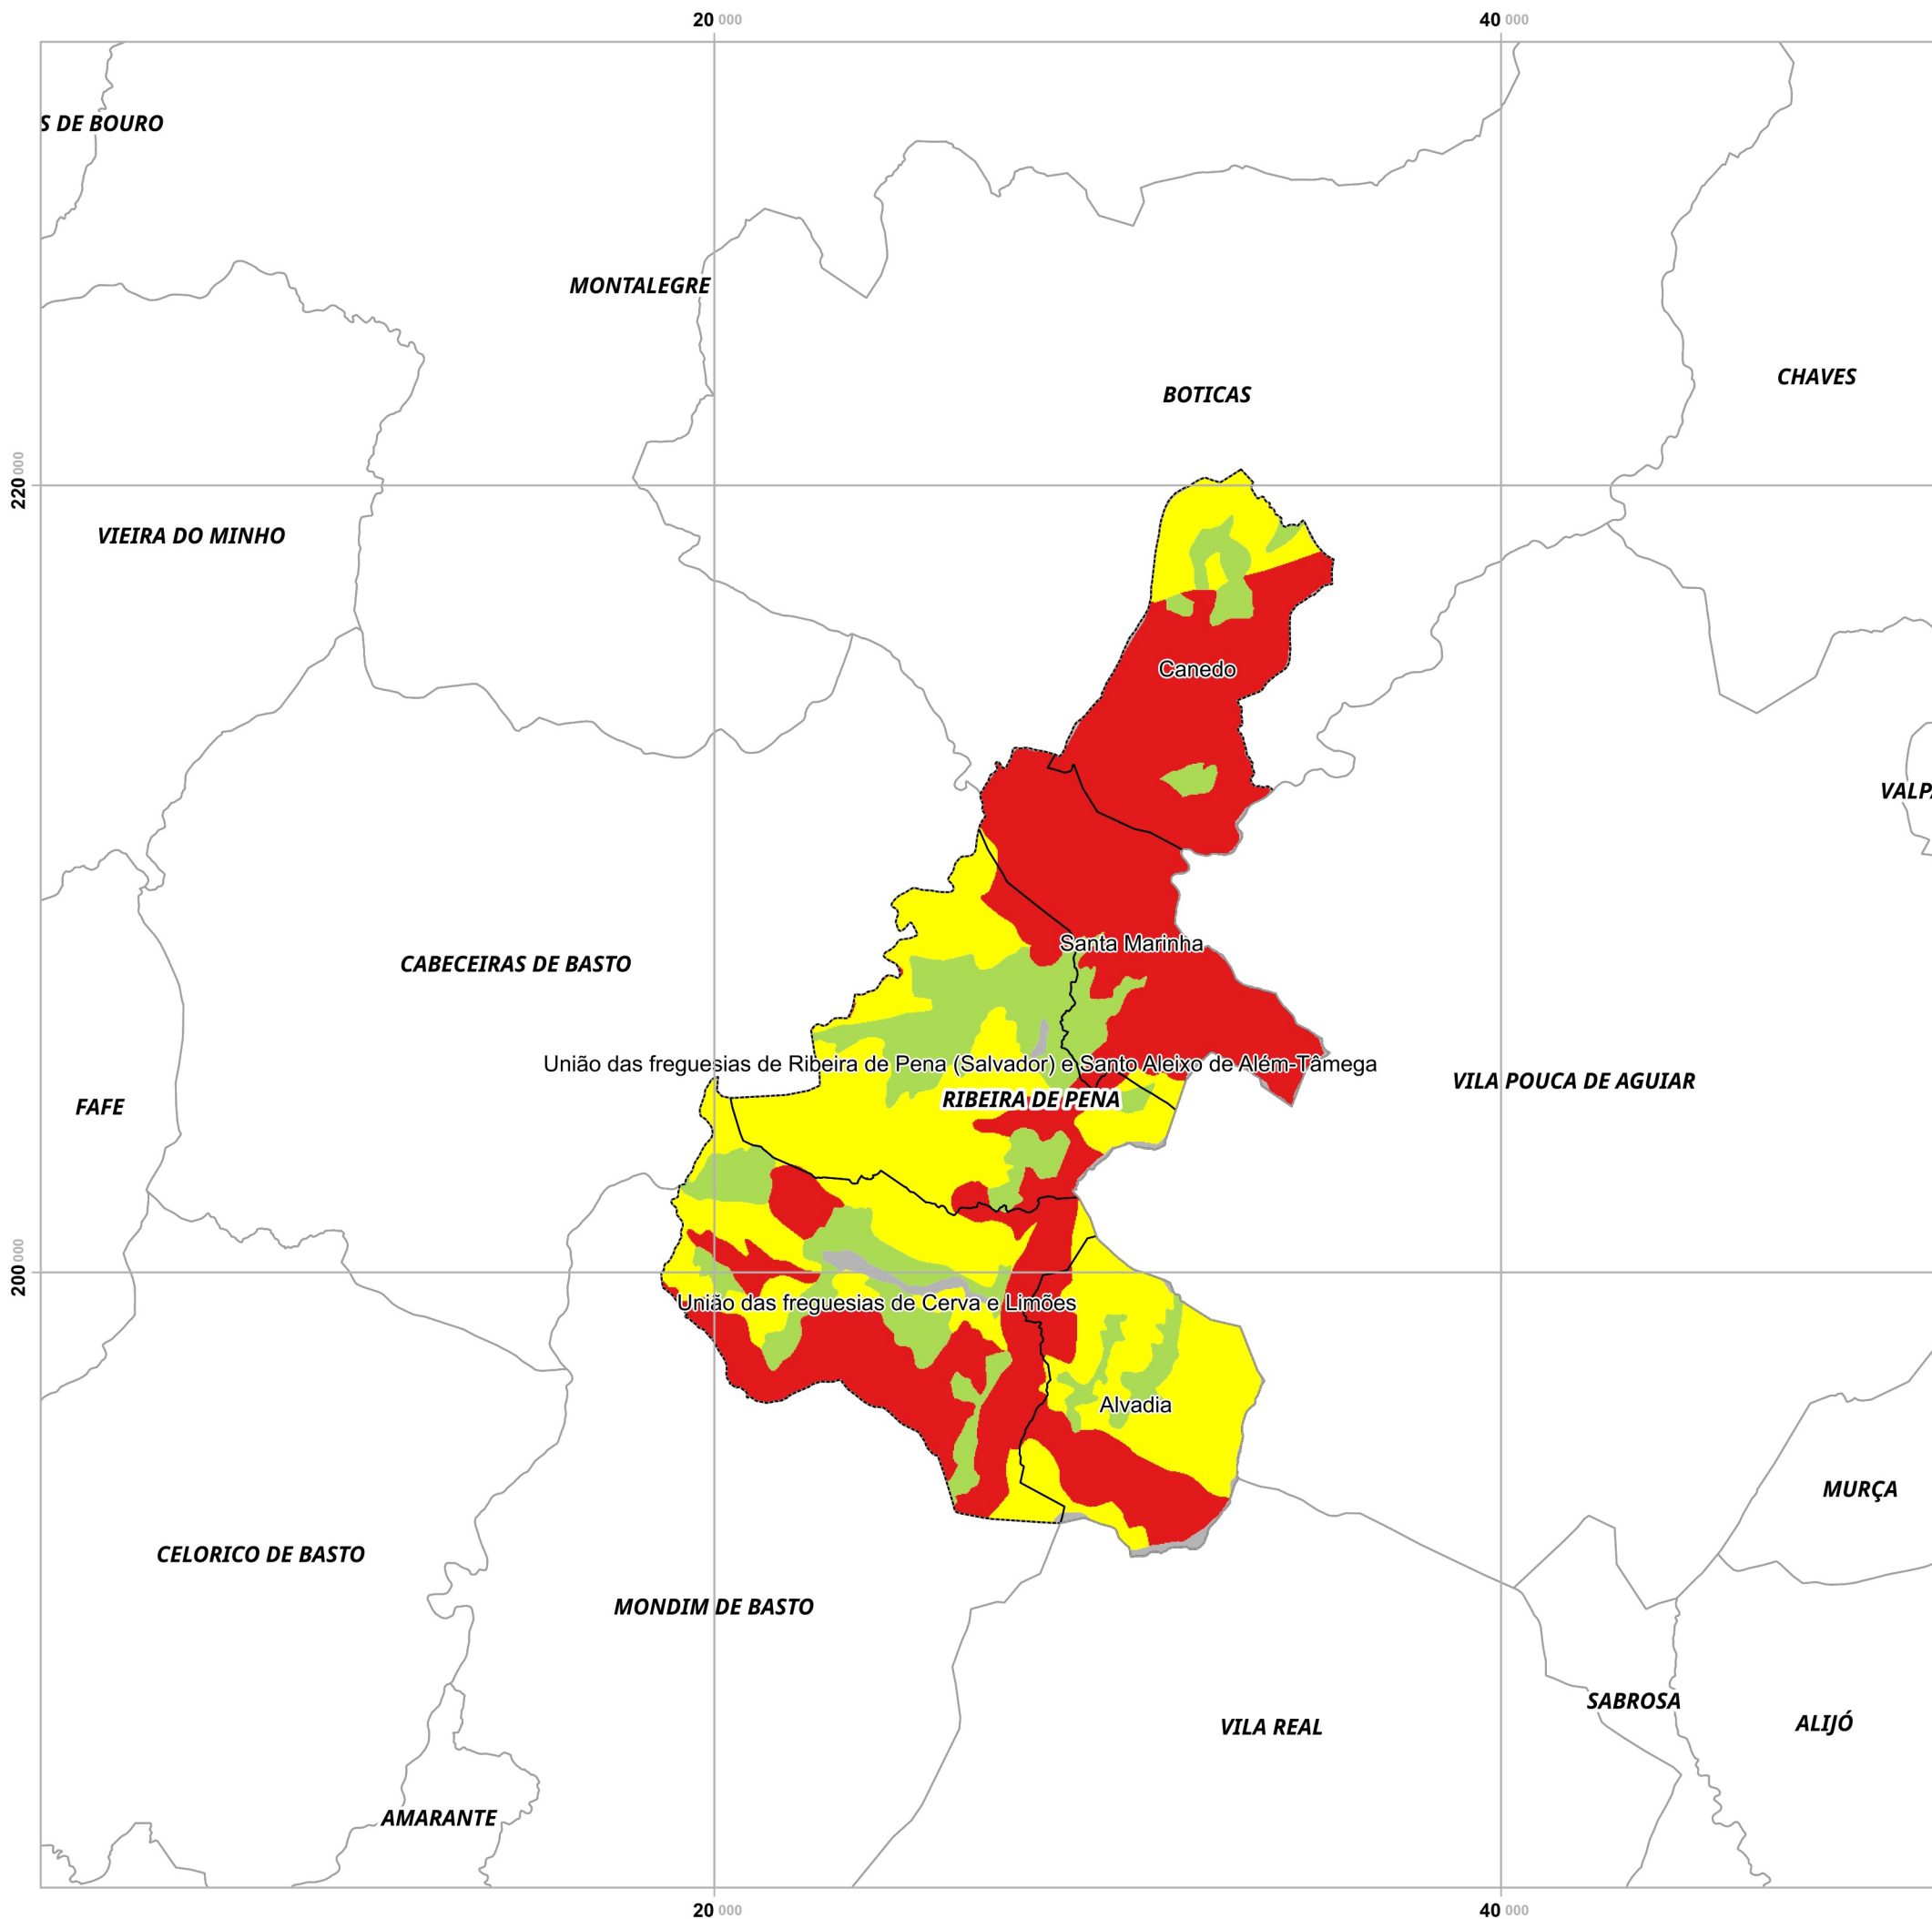 20 000
40 000
S DE BOURO
MONTALEGRE
CHAVES
BOTICAS
220 000
VIEIRA DO MINHO
Canedo
VALPA
Santa Marinha
CABECEIRAS DE BASTO
União das freguesias de Ribeira de Pena (Salvador) e Santo Aleixo de Além-Tâmega
VILA POUCA DE AGUIAR
RIBEIRA DE PENA
FAFE
200 000
União das freguesias de Cerva e Limões
Alvadia
MURÇA
CELORICO DE BASTO
MONDIM DE BASTO
SABROSA
ALIJÓ
VILA REAL
AMARANTE
20 000
40 000